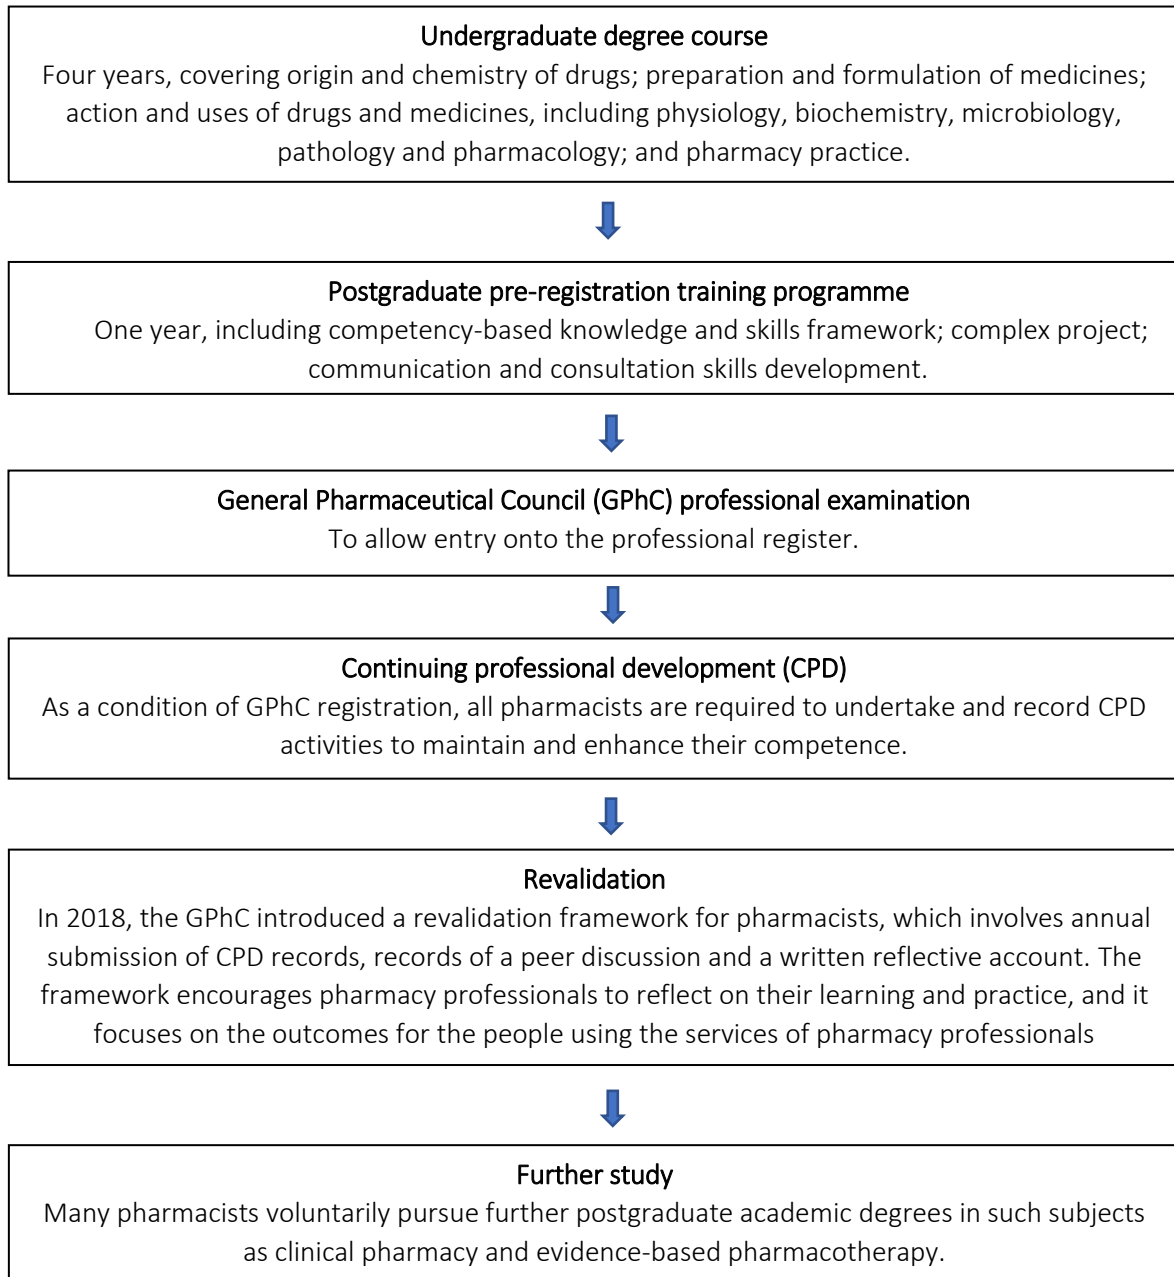 Undergraduate degree course
Four years, covering origin and chemistry of drugs; preparation and formulation of medicines;
action and uses of drugs and medicines, including physiology, biochemistry, microbiology,
pathology and pharmacology; and pharmacy practice.
Postgraduate pre-registration training programme
One year, including competency-based knowledge and skills framework; complex project;
communication and consultation skills development.
General Pharmaceutical Council (GPhC) professional examination
To allow entry onto the professional register.
Continuing professional development (CPD)
As a condition of GPhC registration, all pharmacists are required to undertake and record CPD
activities to maintain and enhance their competence.
Revalidation
In 2018, the GPhC introduced a revalidation framework for pharmacists, which involves annual
submission of CPD records, records of a peer discussion and a written reflective account. The
framework encourages pharmacy professionals to reflect on their learning and practice, and it
focuses on the outcomes for the people using the services of pharmacy professionals
Further study
Many pharmacists voluntarily pursue further postgraduate academic degrees in such subjects
as clinical pharmacy and evidence-based pharmacotherapy.